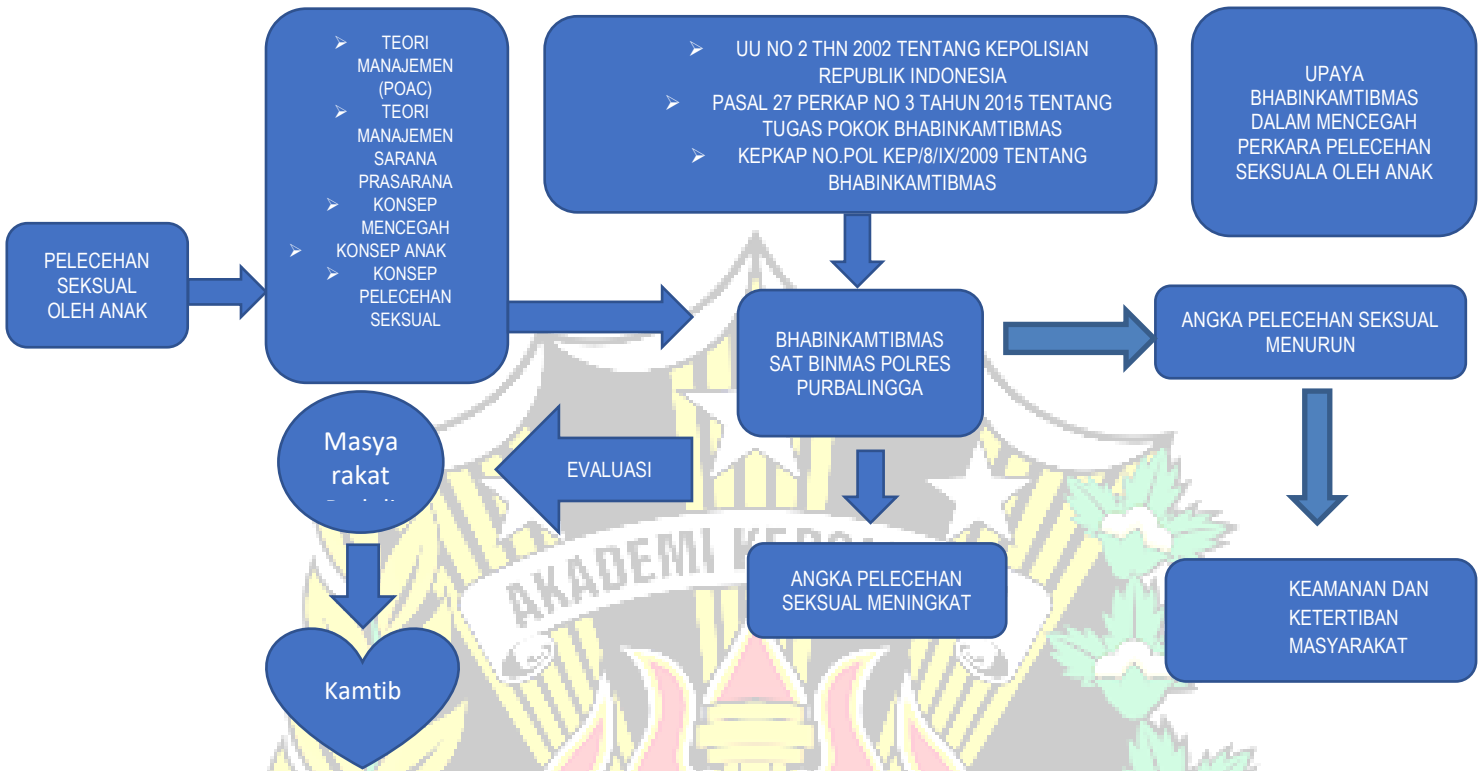 PELECEHAN
SEKSUAL
OLEH ANAK
➢ TEORI
MANAJEMEN
(POAC)
➢ TEORI
MANAJEMEN
SARANA
PRASARANA
➢ KONSEP
MENCEGAH
➢ KONSEP ANAK
➢ KONSEP
PELECEHAN
SEKSUAL
➢ UU NO 2 THN 2002 TENTANG KEPOLISIAN
REPUBLIK INDONESIA
➢ PASAL 27 PERKAP NO 3 TAHUN 2015 TENTANG
TUGAS POKOK BHABINKAMTIBMAS
➢ KEPKAP NO.POL KEP/8/IX/2009 TENTANG
BHABINKAMTIBMAS
UPAYA
BHABINKAMTIBMAS
DALAM MENCEGAH
PERKARA PELECEHAN
SEKSUALA OLEH ANAK
BHABINKAMTIBMAS
SAT BINMAS POLRES
PURBALINGGA
ANGKA PELECEHAN SEKSUAL
MENURUN
EVALUASI
Masya
rakat
ANGKA PELECEHAN
SEKSUAL MENINGKAT
KEAMANAN DAN
KETERTIBAN
MASYARAKAT
Kamtib
AKADEMI